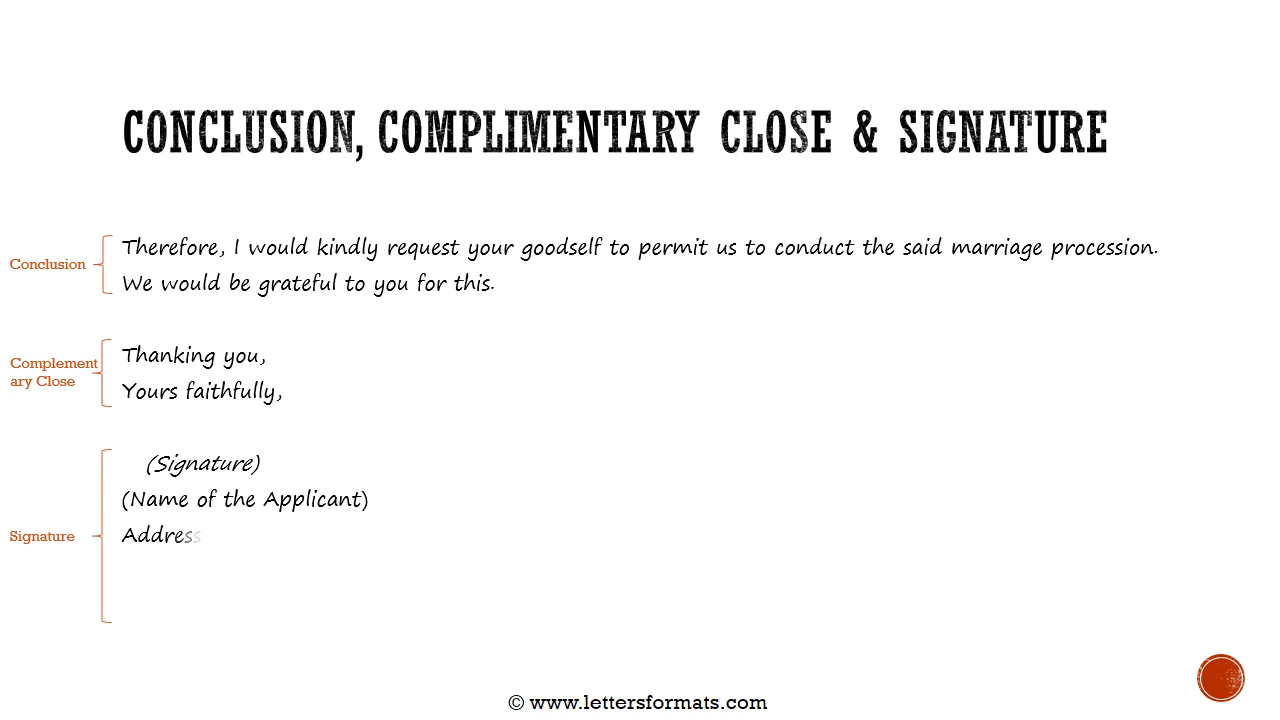 CONCLUSION, COMPLIMENTARY CLOSE & SIGNATURE
Conclusion
Therefore, I would kindly request your goodself to permit us to conduct the said marriage procession.
We would be grateful to you for this.
Complement
ary Close
Thanking you,
Yours faithfully,
Signature
(Signature)
(Name of the Applicant)
Address
© www.lettersformats.com